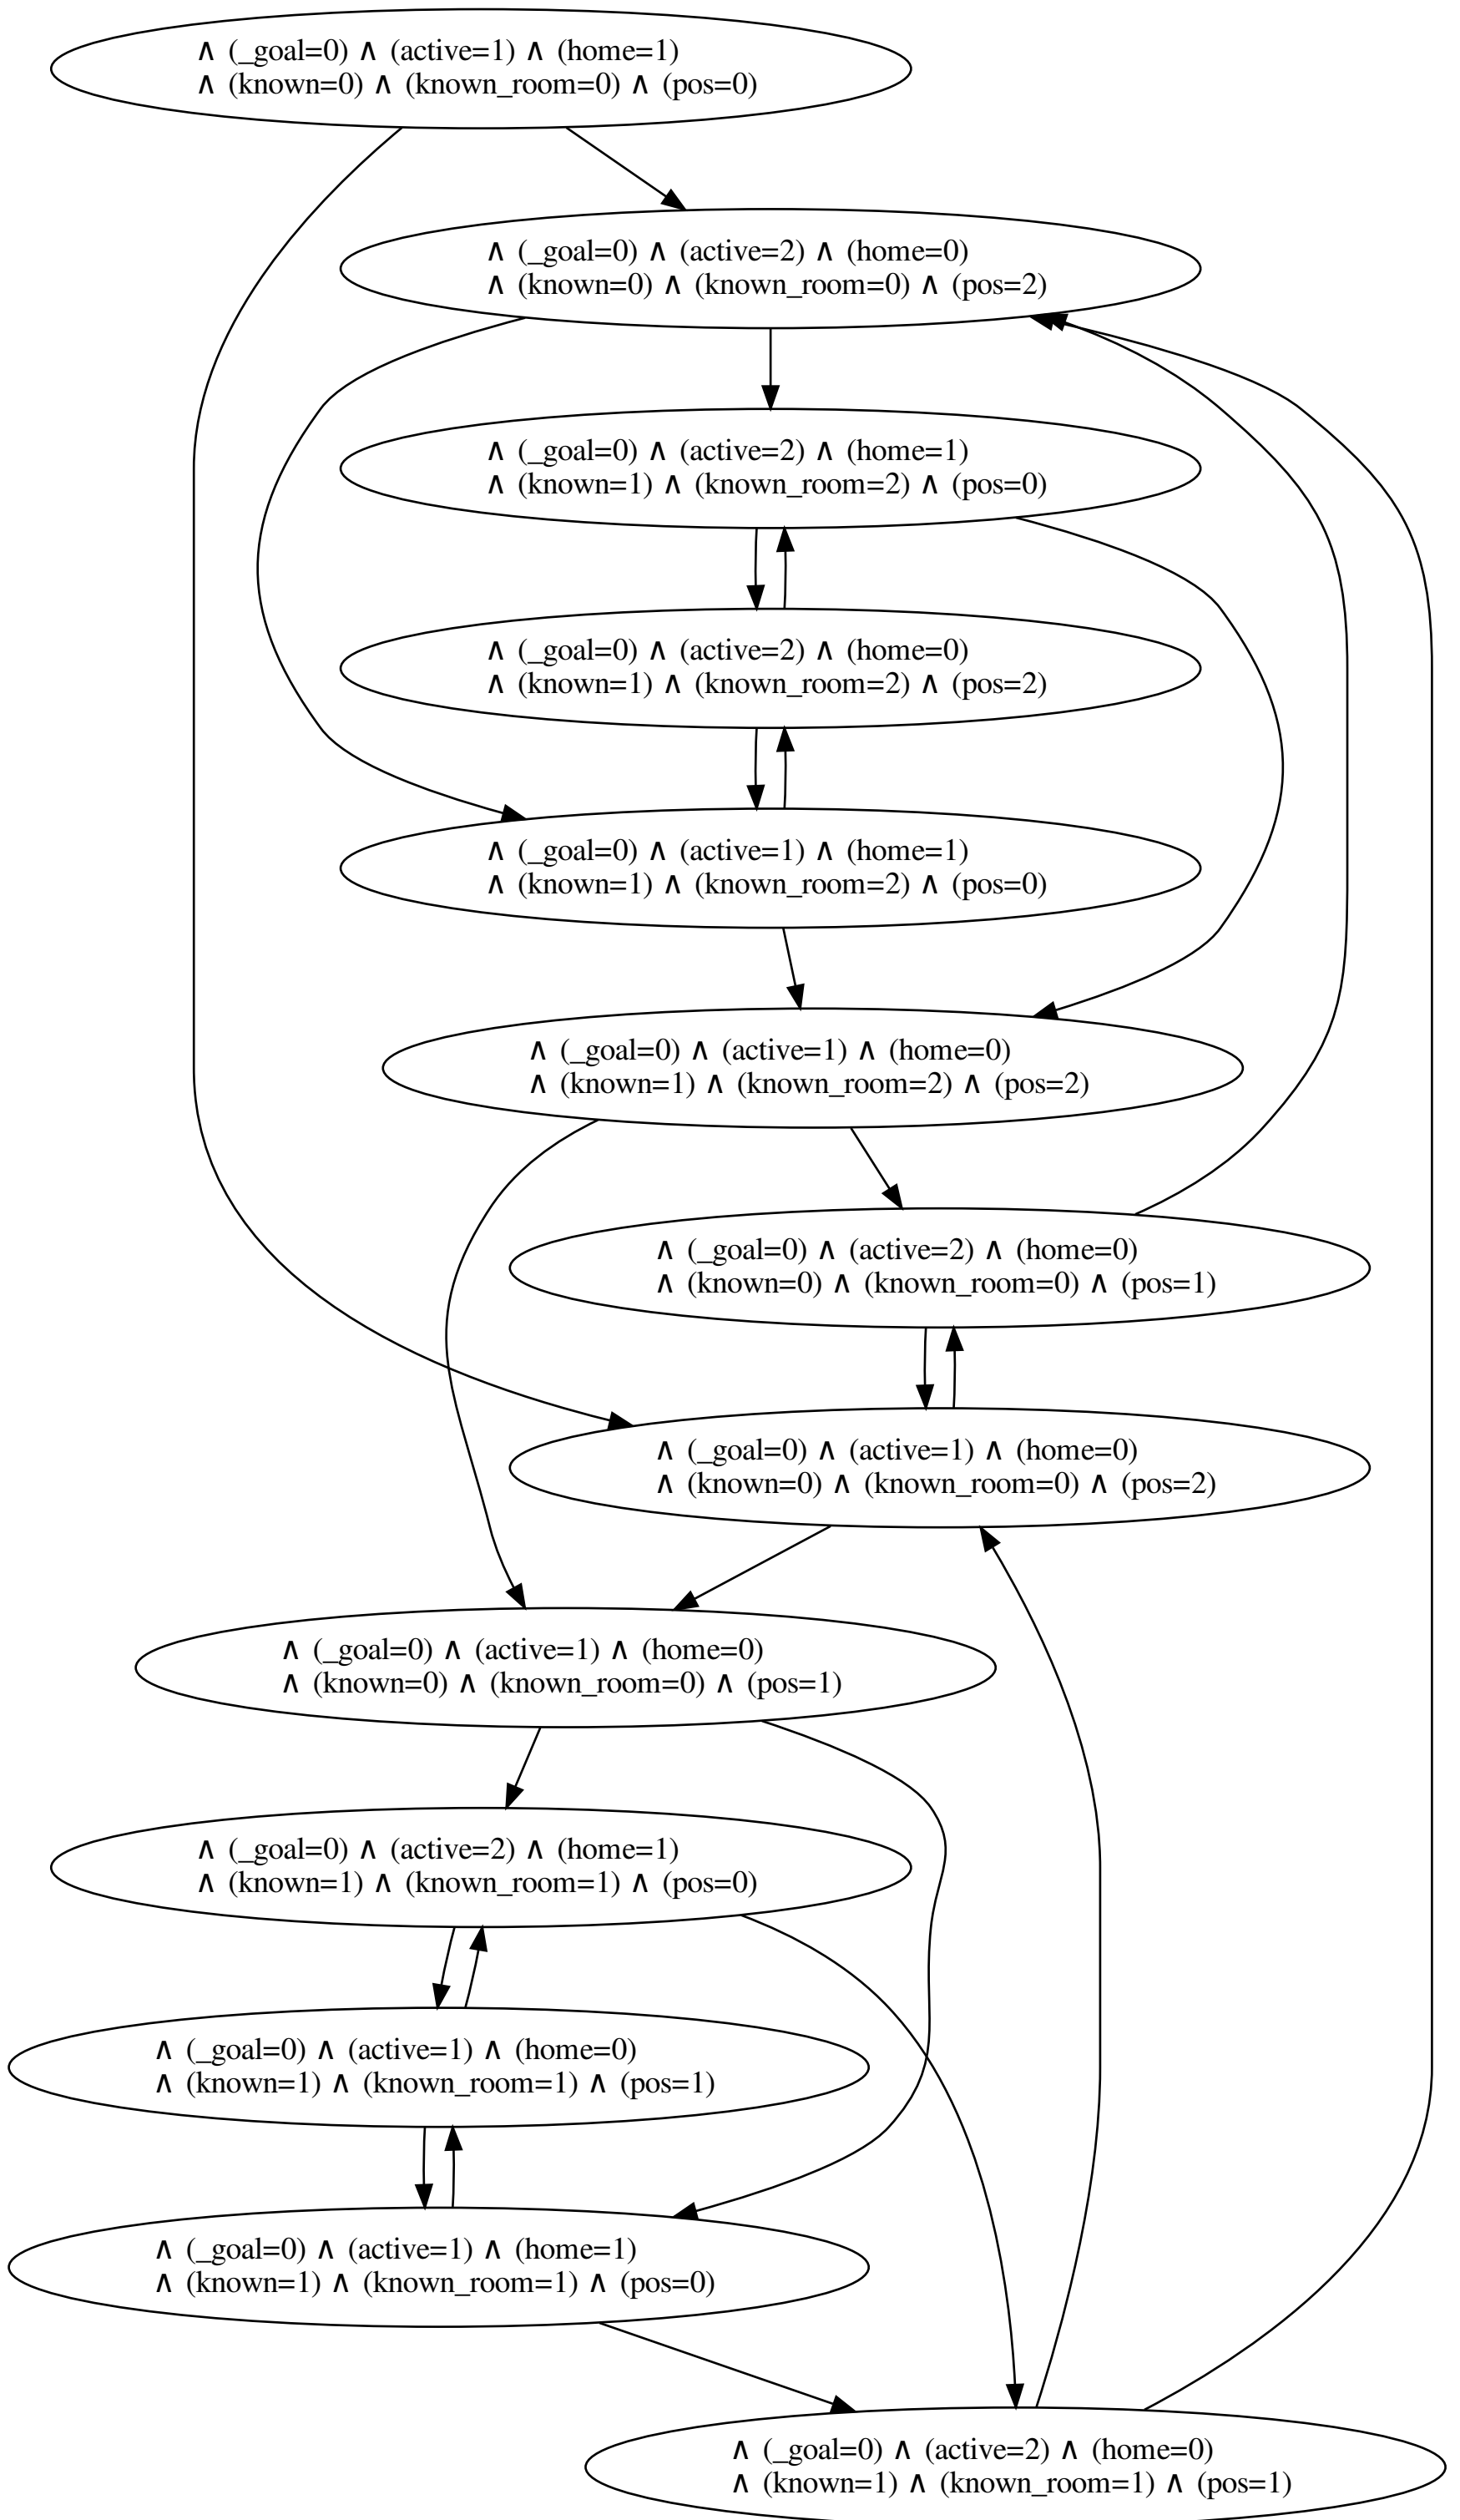 ∧ (_goal=0) ∧ (active=1) ∧ (home=1)
∧ (known=0) ∧ (known_room=0) ∧ (pos=0)
∧ (_goal=0) ∧ (active=2) ∧ (home=0)
∧ (known=0) ∧ (known_room=0) ∧ (pos=2)
∧ (_goal=0) ∧ (active=2) ∧ (home=1)
∧ (known=1) ∧ (known_room=2) ∧ (pos=0)
∧ (_goal=0) ∧ (active=2) ∧ (home=0)
∧ (known=1) ∧ (known_room=2) ∧ (pos=2)
∧ (_goal=0) ∧ (active=1) ∧ (home=1)
∧ (known=1) ∧ (known_room=2) ∧ (pos=0)
∧ (_goal=0) ∧ (active=1) ∧ (home=0)
∧ (known=1) ∧ (known_room=2) ∧ (pos=2)
∧ (_goal=0) ∧ (active=2) ∧ (home=0)
∧ (known=0) ∧ (known_room=0) ∧ (pos=1)
∧ (_goal=0) ∧ (active=1) ∧ (home=0)
∧ (known=0) ∧ (known_room=0) ∧ (pos=2)
∧ (_goal=0) ∧ (active=1) ∧ (home=0)
∧ (known=0) ∧ (known_room=0) ∧ (pos=1)
∧ (_goal=0) ∧ (active=2) ∧ (home=1)
∧ (known=1) ∧ (known_room=1) ∧ (pos=0)
∧ (_goal=0) ∧ (active=1) ∧ (home=0)
∧ (known=1) ∧ (known_room=1) ∧ (pos=1)
∧ (_goal=0) ∧ (active=1) ∧ (home=1)
∧ (known=1) ∧ (known_room=1) ∧ (pos=0)
∧ (_goal=0) ∧ (active=2) ∧ (home=0)
∧ (known=1) ∧ (known_room=1) ∧ (pos=1)